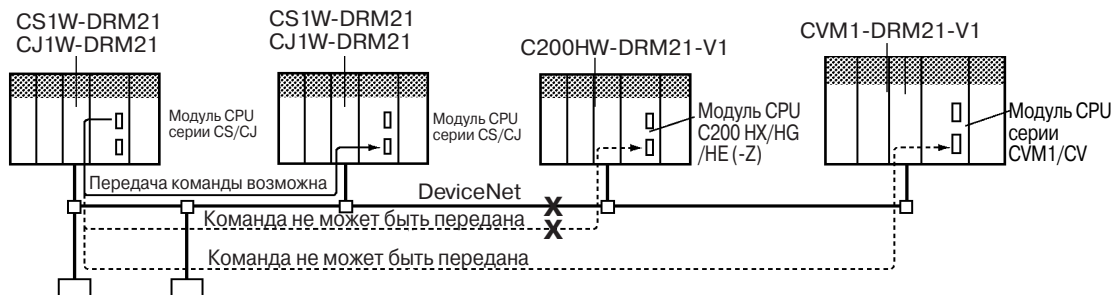 CS1W-DRM21
CJ1W-DRM21
CS1W-DRM21
CJ1W-DRM21
C200HW-DRM21-V1
CVM1-DRM21-V1
Модуль CPU
серии CS/CJ
Модуль CPU
серии CS/CJ
Модуль CPU
C200 HX/HG
/HE (-Z)
Модуль CPU
серии
CVM1/CV
Передача команды возможна
DeviceNet
X
Команда не может быть передана
X
Команда не может быть передана